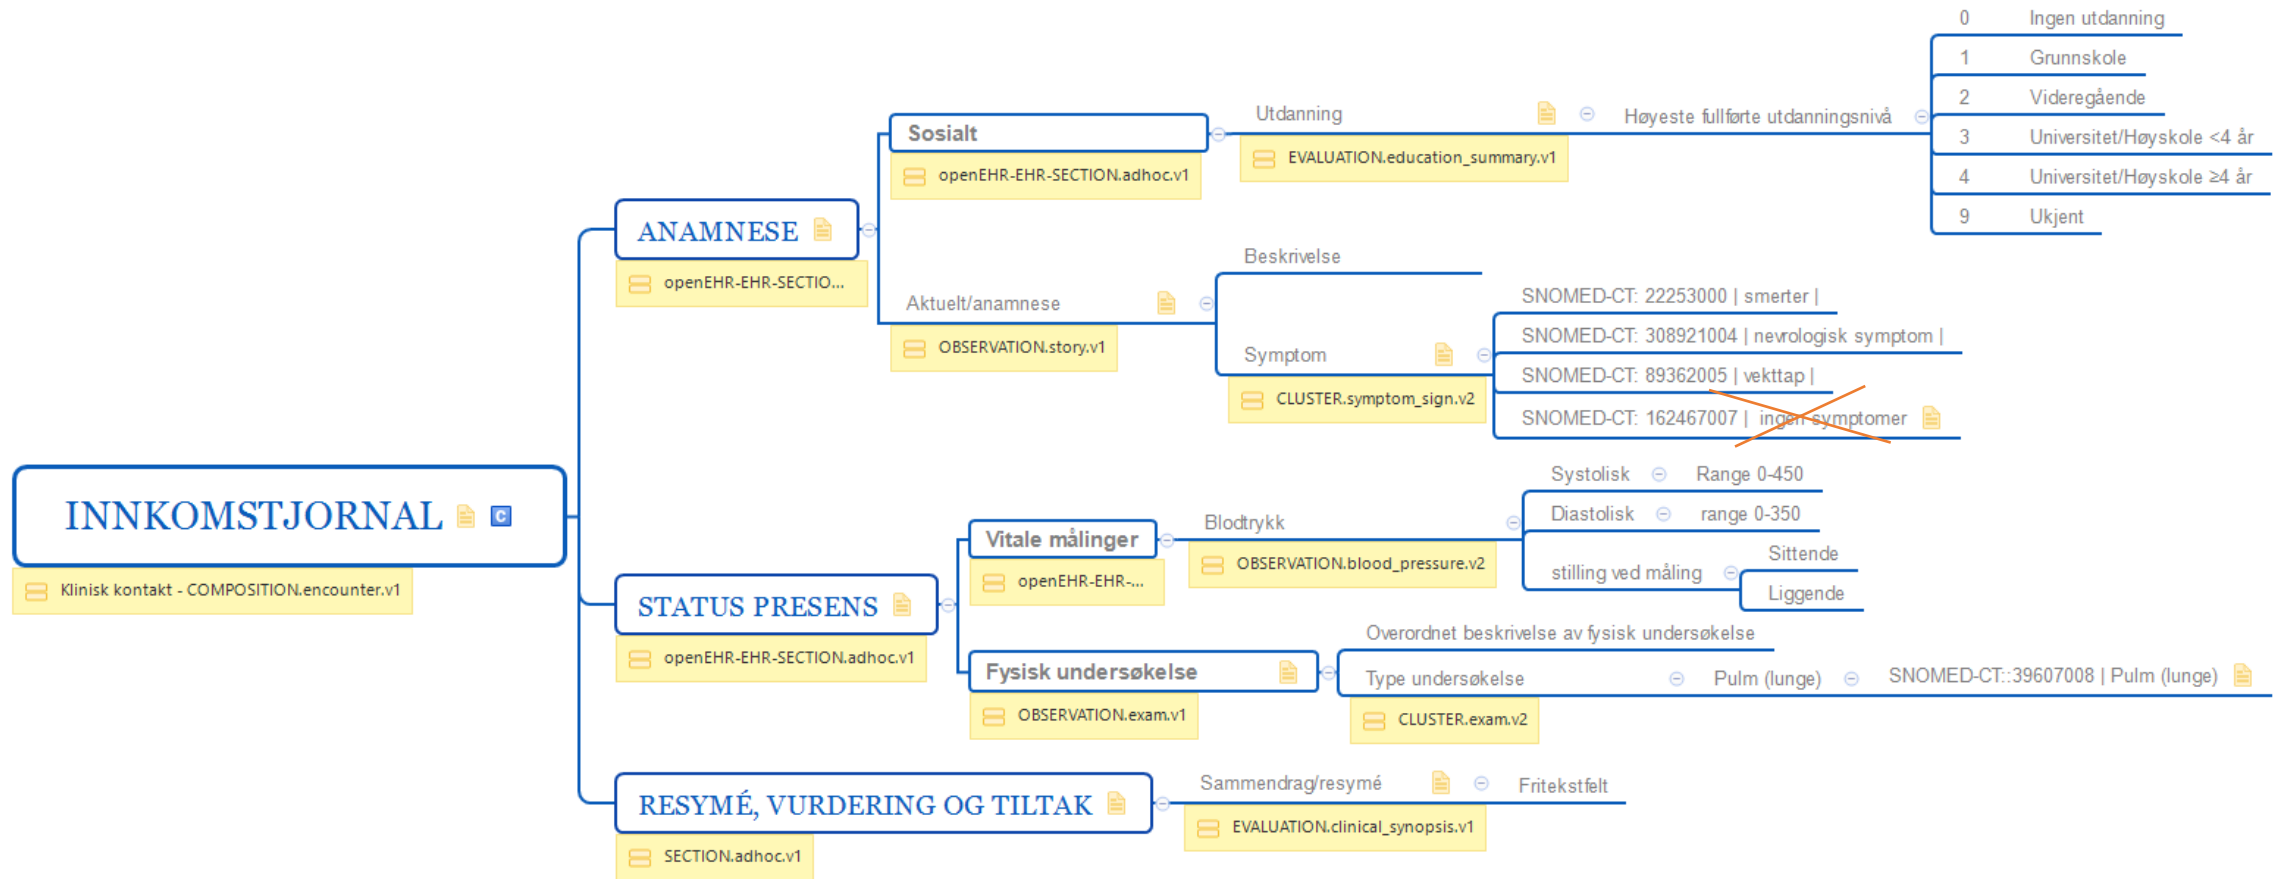 INNKOMSTJORNAL
Klinisk kontakt - COMPOSITION.encounter.v1
ANAMNESE
openEHR-EHR-SECTIO...
Sosialt
openEHR-EHR-SECTION.adhoc.v1
Utdanning
EVALUATION.education_summary.v1
Høyeste fullførte utdanningsnivå
0 Ingen utdanning
1 Grunnskole
2 Videregående
3 Universitet/Høyskole <4 år
4 Universitet/Høyskole ≥4 år
9 Ukjent
Aktuelt/anamnese
OBSERVATION.story.v1
Beskrivelse
Symptom
CLUSTER.symptom_sign.v2
SNOMED-CT: 22253000 | smerter |
SNOMED-CT: 308921004 | nevrologisk symptom |
SNOMED-CT: 89362005 | vekttap |
SNOMED-CT: 162467007 | ingen symptomer
STATUS PRESENS
openEHR-EHR-SECTION.adhoc.v1
Vitale målinger
openEHR-EHR-...
Blodtrykk
OBSERVATION.blood_pressure.v2
Systolisk
Range 0-450
Diastolisk
range 0-350
stilling ved måling
Sittende
Liggende
Fysisk undersøkelse
OBSERVATION.exam.v1
Overordnet beskrivelse av fysisk undersøkelse
Type undersøkelse
CLUSTER.exam.v2
Pulm (lunge)
SNOMED-CT::39607008 | Pulm (lunge)
RESYMÉ, VURDERING OG TILTAK
SECTION.adhoc.v1
Sammendrag/resymé
EVALUATION.clinical_synopsis.v1
Fritekstfelt